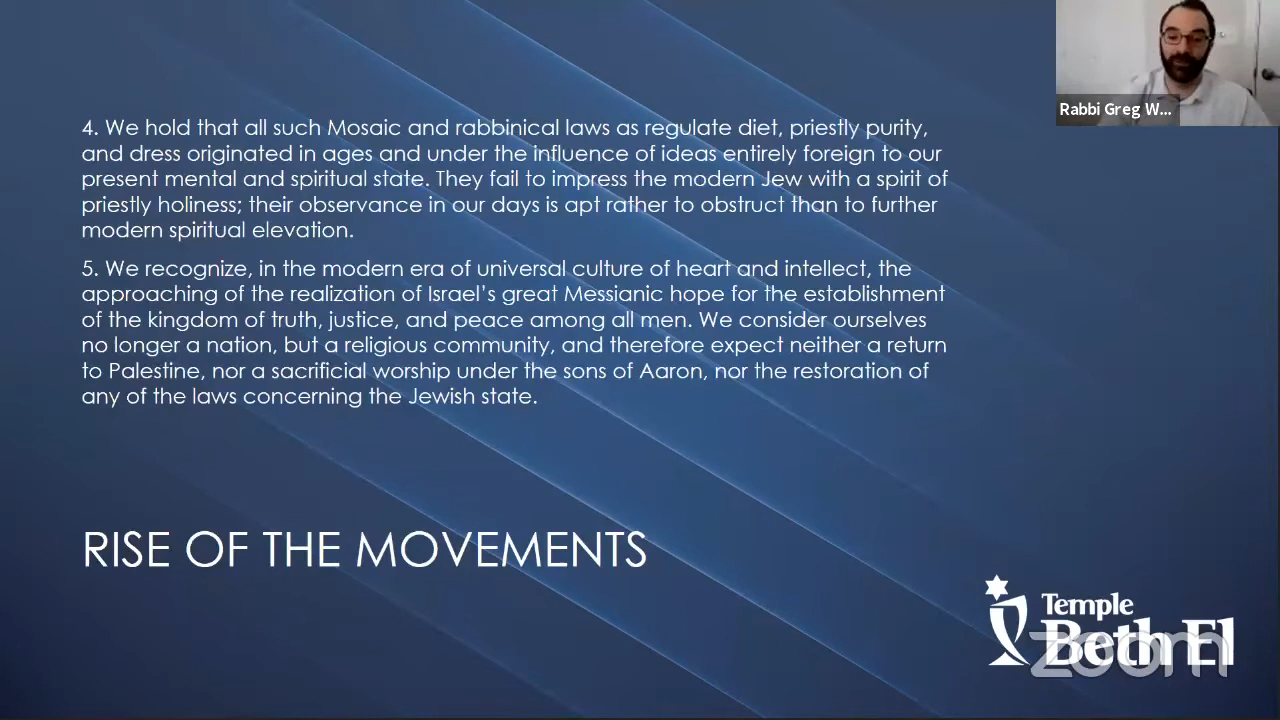 4. We hold that all such Mosaic and rabbinical laws as regulate diet, priestly purity,
and dress originated in ages and under the influence of ideas entirely foreign to our
present mental and spiritual state. They fail to impress the modern Jew with a spirit of
priestly holiness; their observance in our days is apt rather to obstruct than to further
modern spiritual elevation.
5. We recognize, in the modern era of universal culture of heart and intellect, the
approaching of the realization of Israel's great Messianic hope for the establishment
of the kingdom of truth, justice, and peace among all men. We consider ourselves
no longer a nation, but a religious community, and therefore expect neither a return
to Palestine, nor a sacrificial worship under the sons of Aaron, nor the restoration of
any of the laws concerning the Jewish state.
RISE OF THE MOVEMENTS
Rabbi Greg W...
Temple
Beth El
zoom